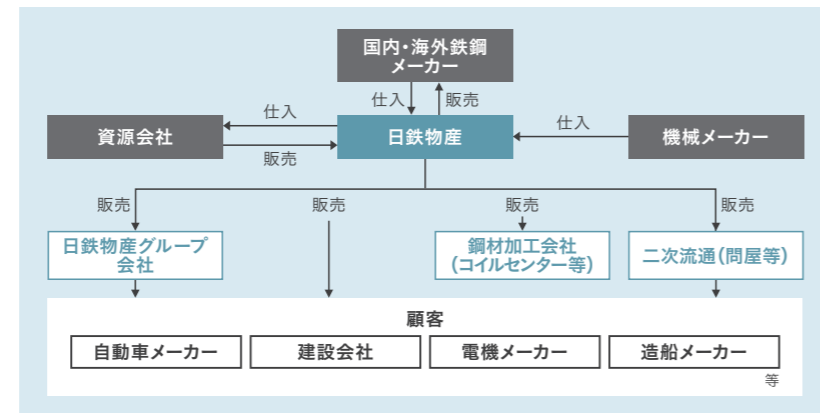 国内・海外鉄鋼
メーカー
仕入
販売
仕入
仕入
資源会社
日鉄物産
機械メーカー
販売
販売
販売
販売
販売
日鉄物産グループ
会社
鋼材加工会社
(コイルセンター等)
二次流通(問屋等)
顧客
自動車メーカー
建設会社
電機メーカー
造船メーカー
等